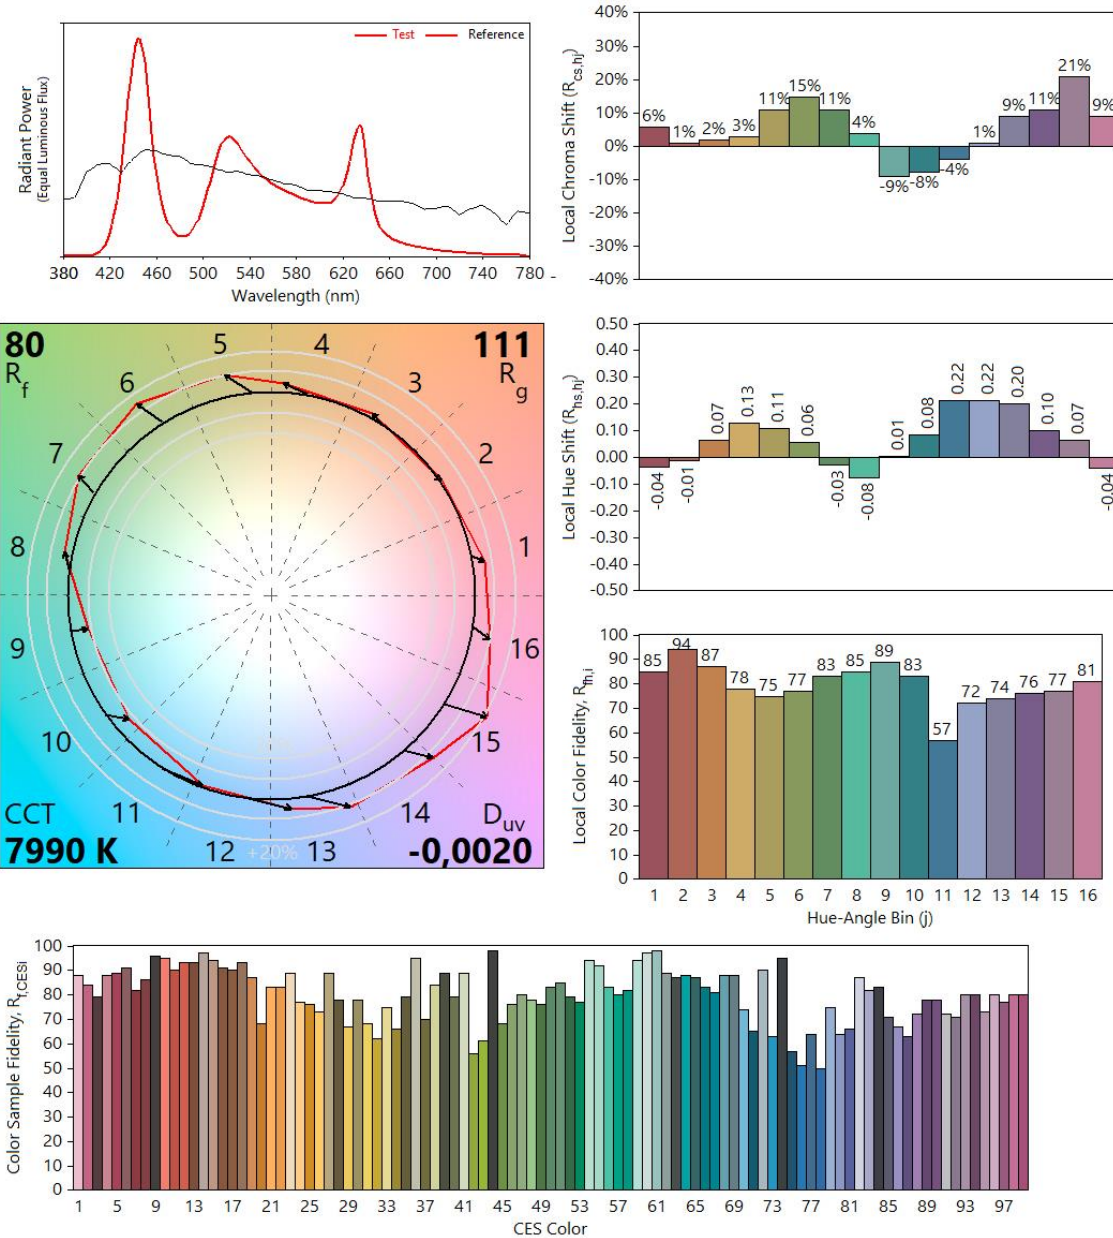 Test
Reference
Radiant Power
(Equal Luminous Flux)
380 420 460 500 540 580 620 660 700 740 780 -
Wavelength (nm)
40%
30%
20%
10%
0%
-10%
-20%
-30%
-40%
Local Chroma Shift (Rcs,hj)
6% 1% 2% 3% 11% 15% 11% 4% -9% -8% -4% 1% 9% 11% 21% 9%
80
Rf
111
Rg
5 4
6 3
7 2
8 1
9 16
10 15
11 14
12 13
+20%
CCT
7990 K
Duv
-0,0020
0.50
0.40
0.30
0.20
0.10
0.00
-0.10
-0.20
-0.30
-0.40
-0.50
Local Hue Shift (Rhs,hj)
-0.04 -0.01 0.07 0.13 0.11 0.06 -0.03 -0.08 0.01 0.08 0.22 0.22 0.20 0.10 0.07 -0.04
100
90
80
70
60
50
40
30
20
10
0
Local Color Fidelity, Rfh,i
85 94 87 78 75 77 83 85 89 83 57 72 74 76 77 81
1 2 3 4 5 6 7 8 9 10 11 12 13 14 15 16
Hue-Angle Bin (j)
100
90
80
70
60
50
40
30
20
10
0
Color Sample Fidelity, Rf,CESi
1 5 9 13 17 21 25 29 33 37 41 45 49 53 57 61 65 69 73 77 81 85 89 93 97
CES Color